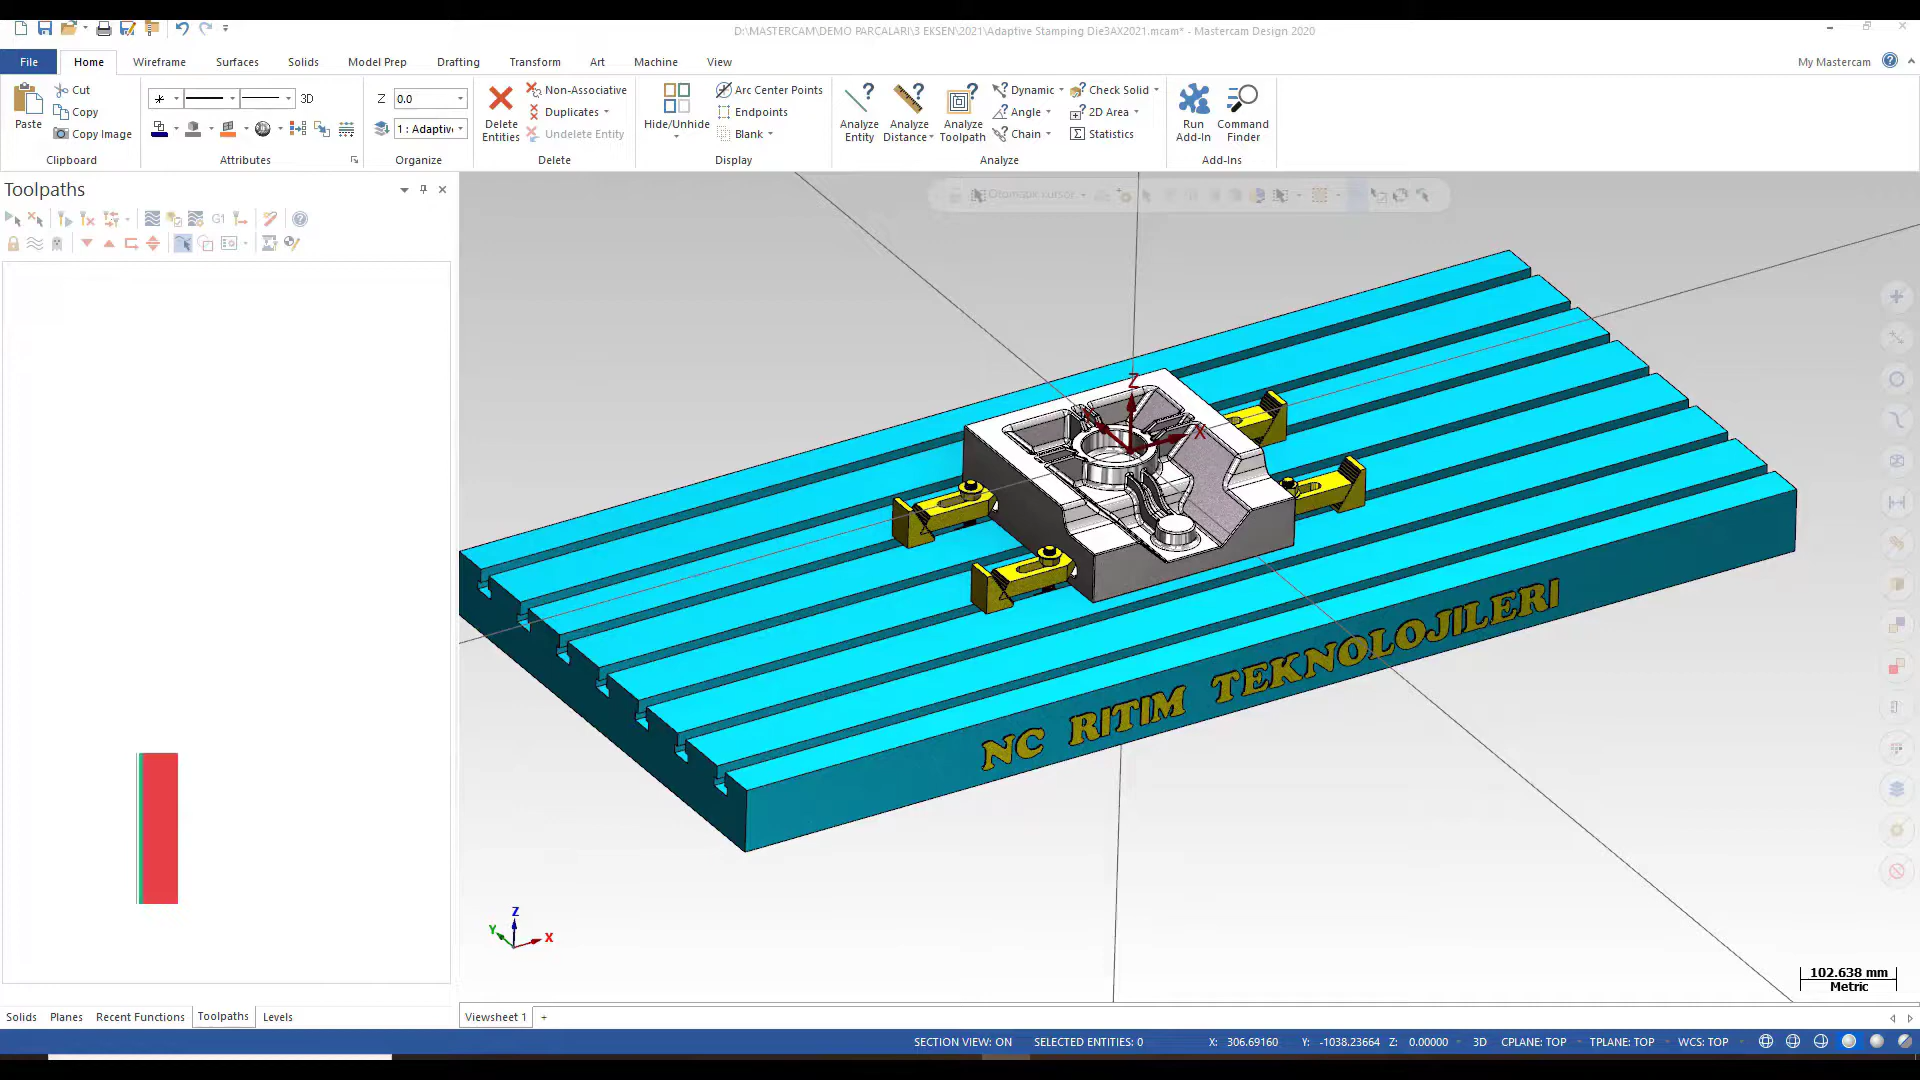 D:\MASTERCAM\DEMO PARCALARI\3 EKSEN\2021\Adaptive Stamping Die3AX2021.mcam* - Mastercam Design 2020
File Home Wireframe Surfaces Solids Model Prep Drafting Transform Art Machine View My Mastercam
Paste
Cut
Copy
Copy Image
Clipboard
3D
Attributes
Z 0.0
1 : Adaptiv
Organize
Delete Entities
Non-Associative
Duplicates
Undelete Entity
Delete
Hide/Unhide
Arc Center Points
Endpoints
Blank
Display
Analyze Entity
Analyze Distance
Analyze Toolpath
Dynamic
Angle
Chain
Check Solid
2D Area
Statistics
Analyze
Run Add-In
Command Finder
Add-Ins
Toolpaths
G1
Otomatik cursor
Z
X
NC RITIM TEKNOLOJILERI
Z
Y
X
102.638 mm
Metric
Solids Planes Recent Functions Toolpaths Levels
Viewsheet 1 +
SECTION VIEW: ON SELECTED ENTITIES: 0 X: 306.69160 Y: -1038.23664 Z: 0.00000 3D CPLANE: TOP TPLANE: TOP WCS: TOP